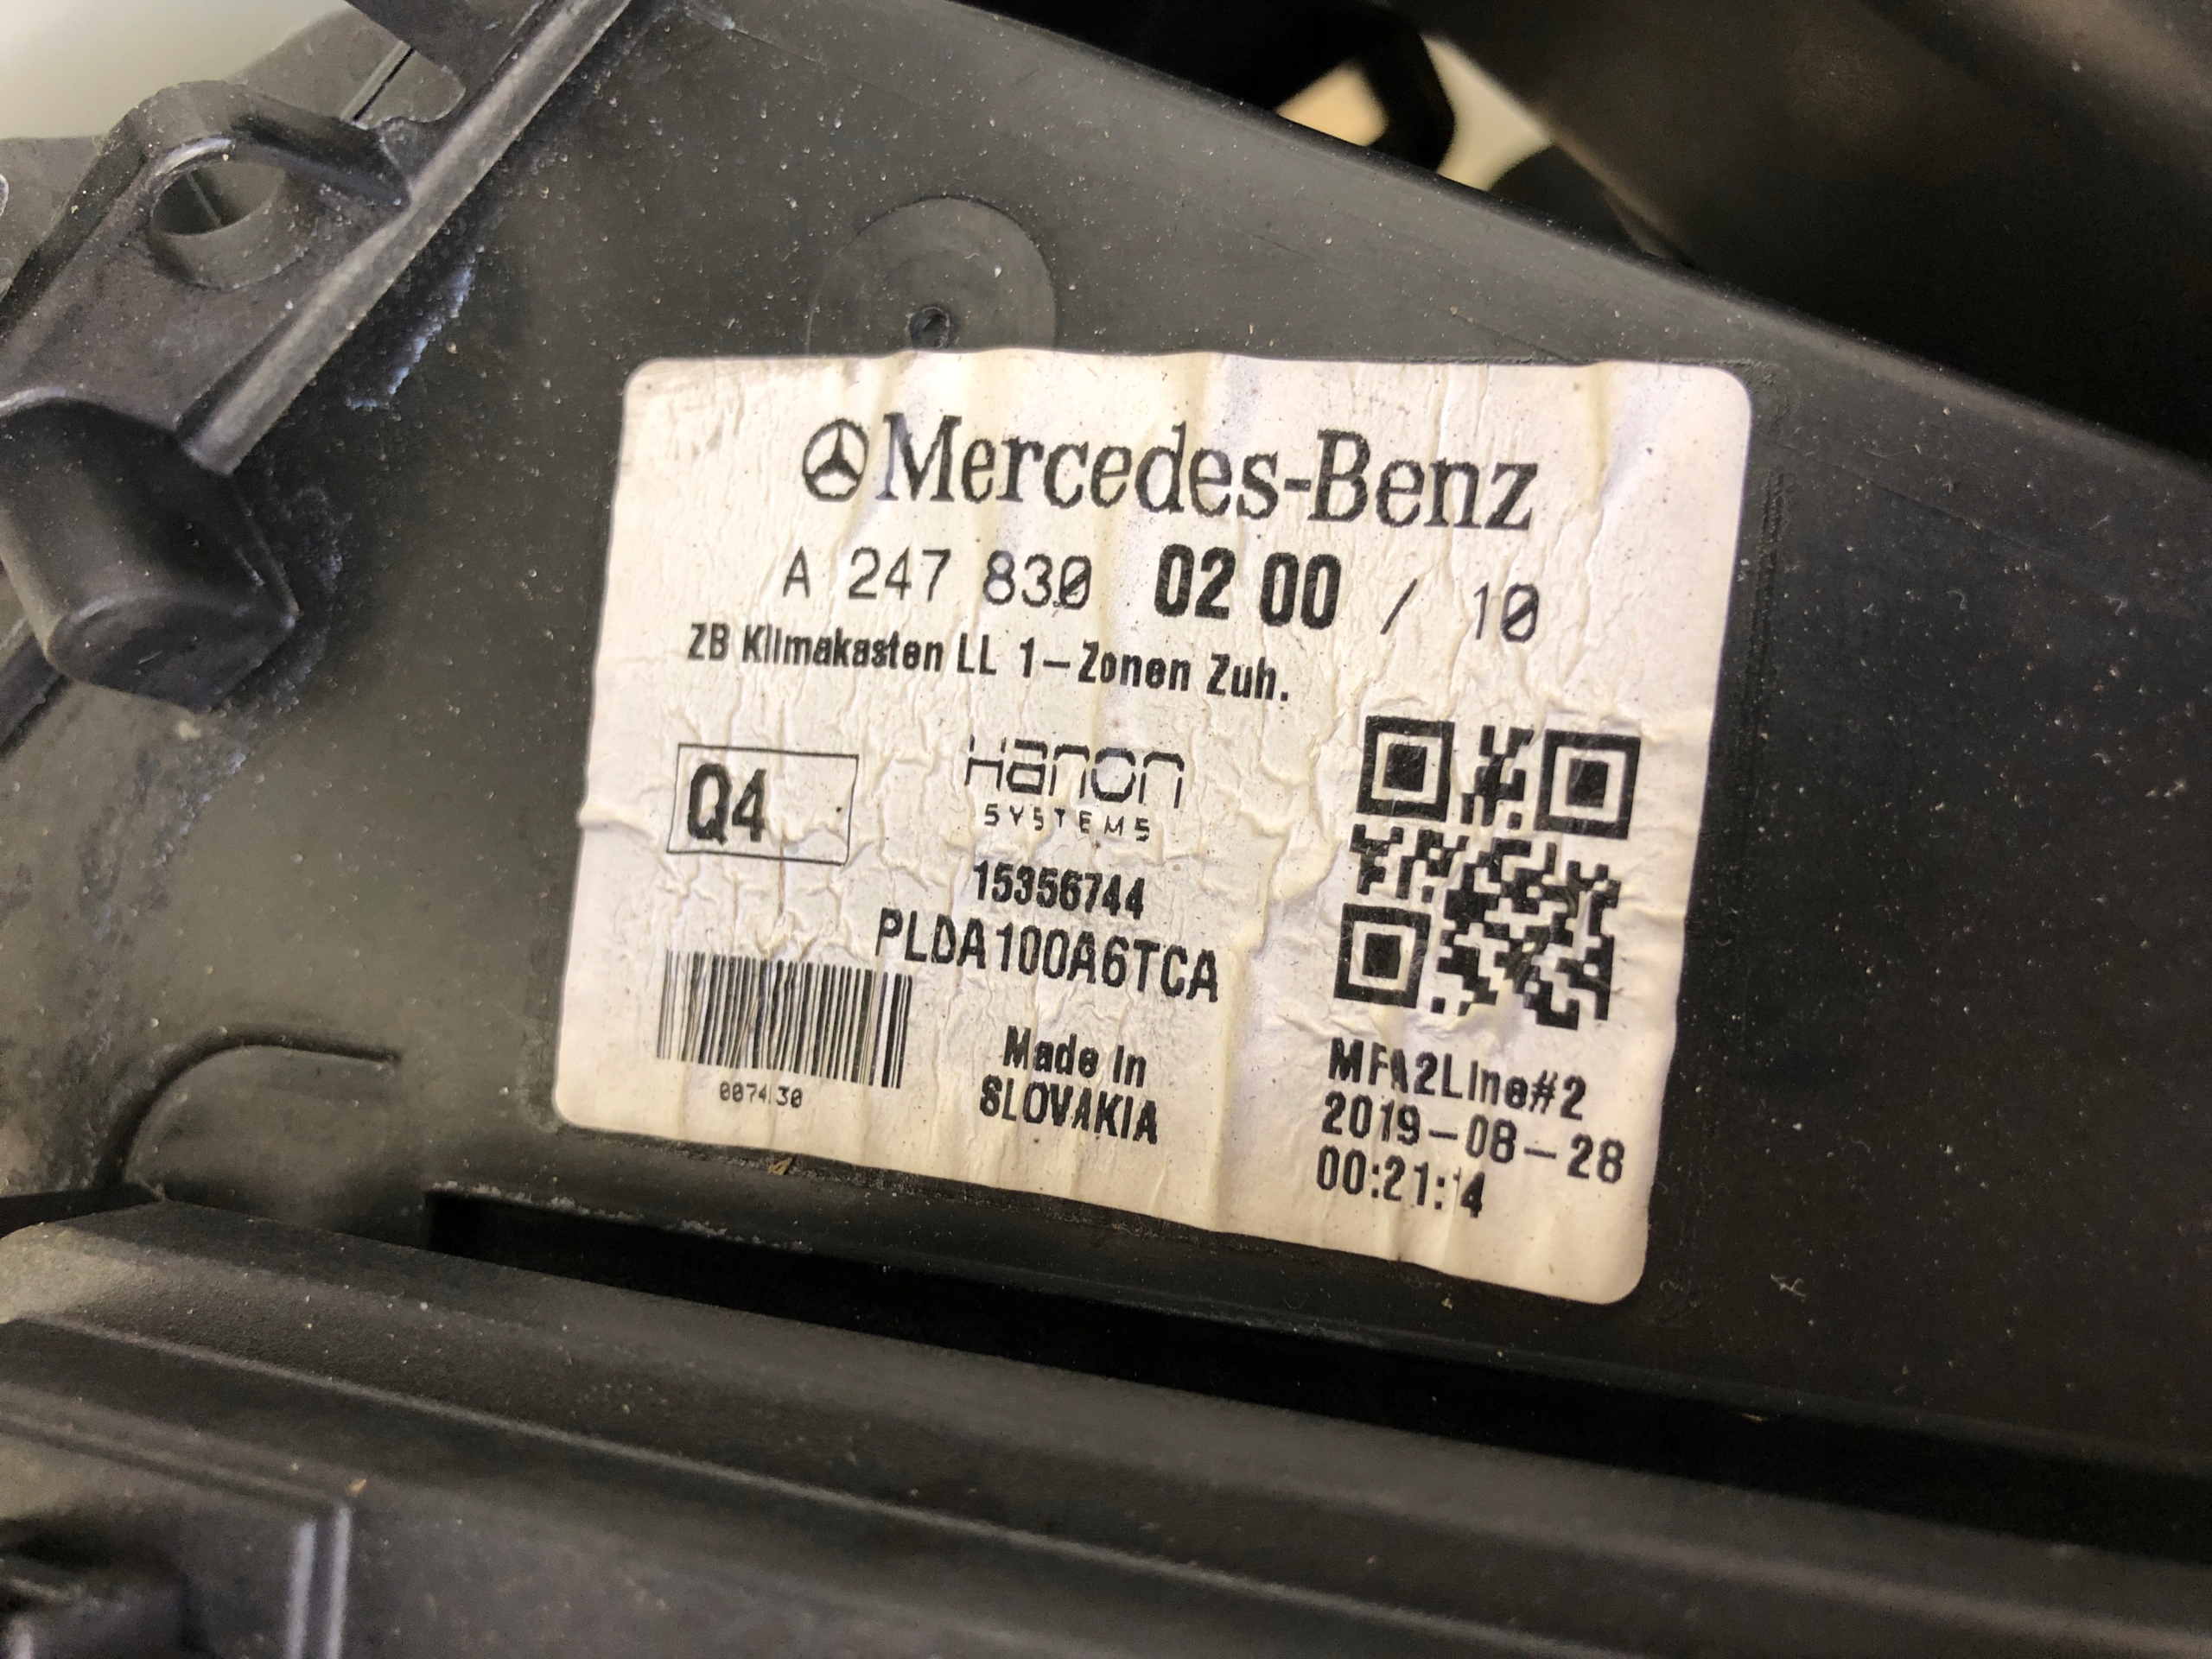 Mercedes-Benz
A 247 830 02 00 / 10
ZB Klimakasten LL 1-Zonen Zuh.
Q4
Hanon
SYSTEMS
15356744
PLDA100A6TCA
Made in
SLOVAKIA
MFA2Line#2
2019-08-28
00:21:14